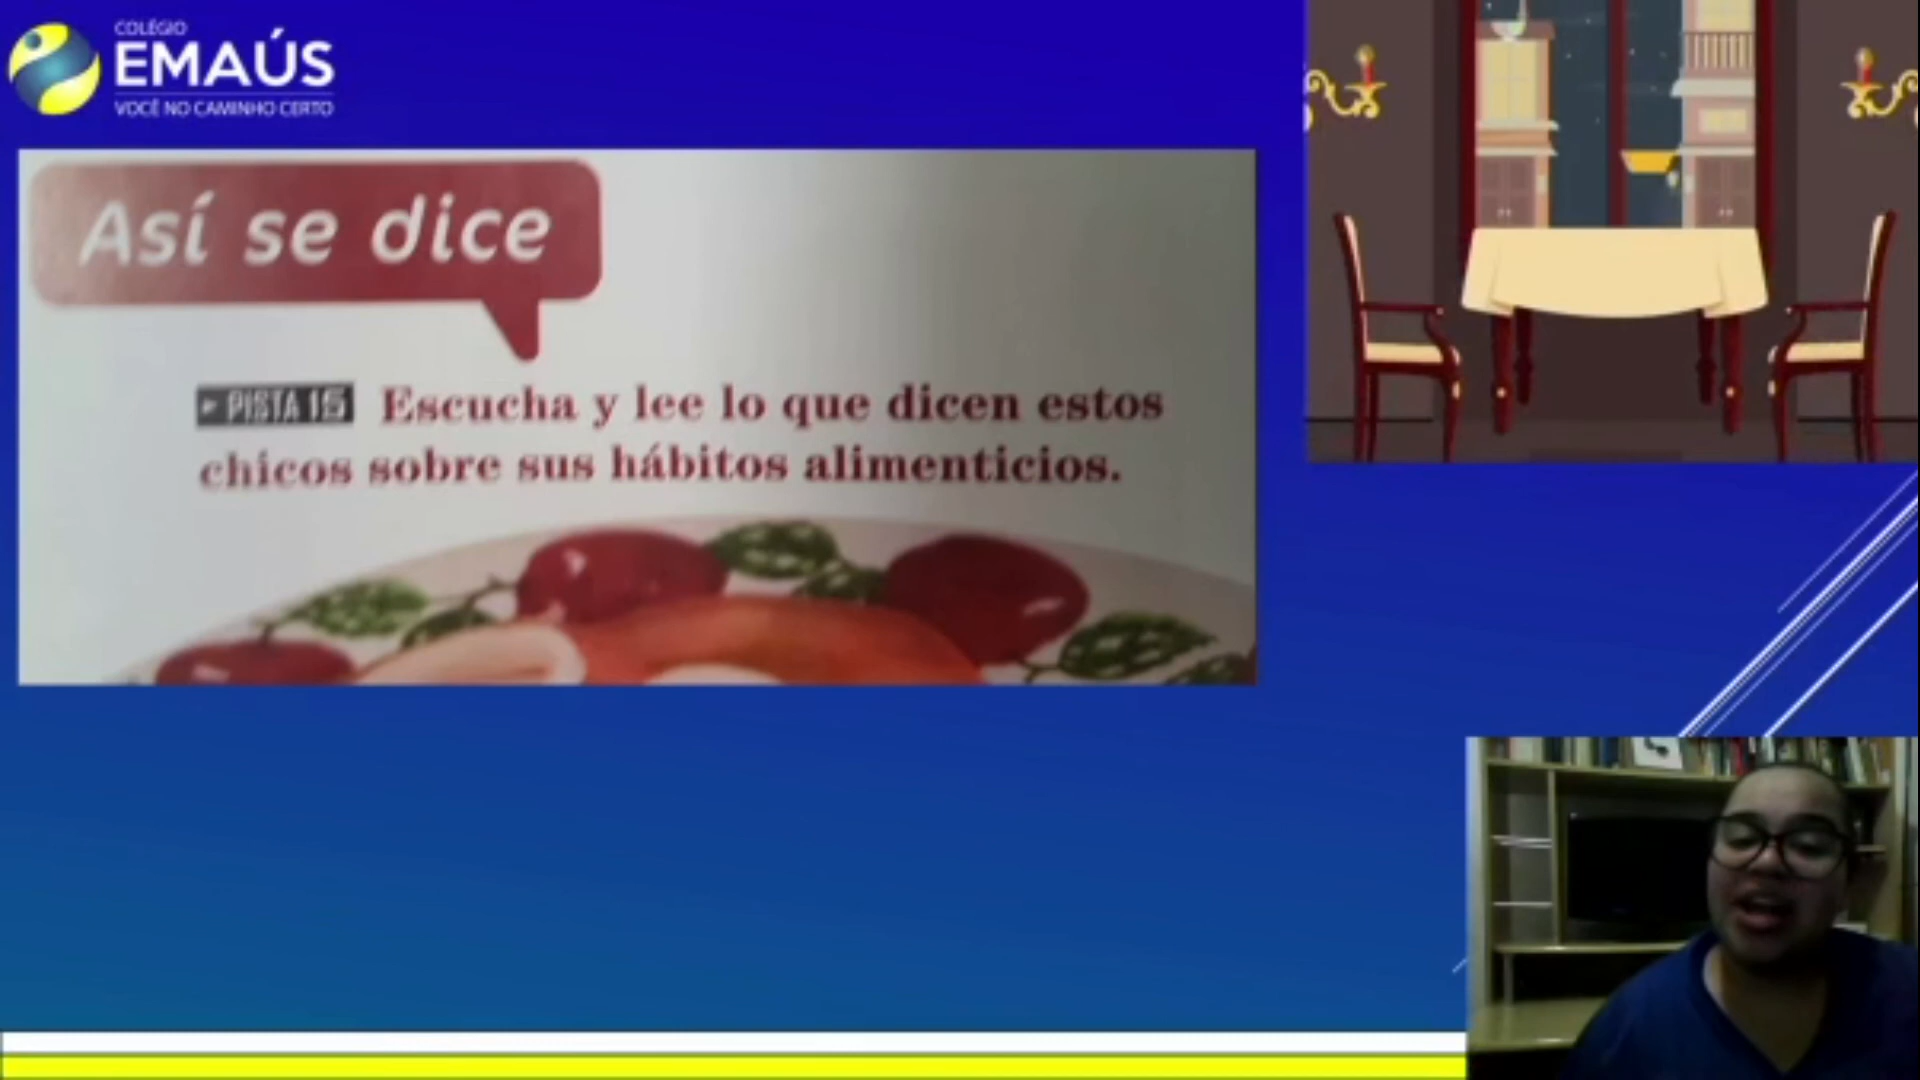 COLÉGIO
EMAÚS
VOCÊ NO CAMINHO CERTO
Así se dice
PISTA 15 Escucha y lee lo que dicen estos
chicos sobre sus hábitos alimenticios.